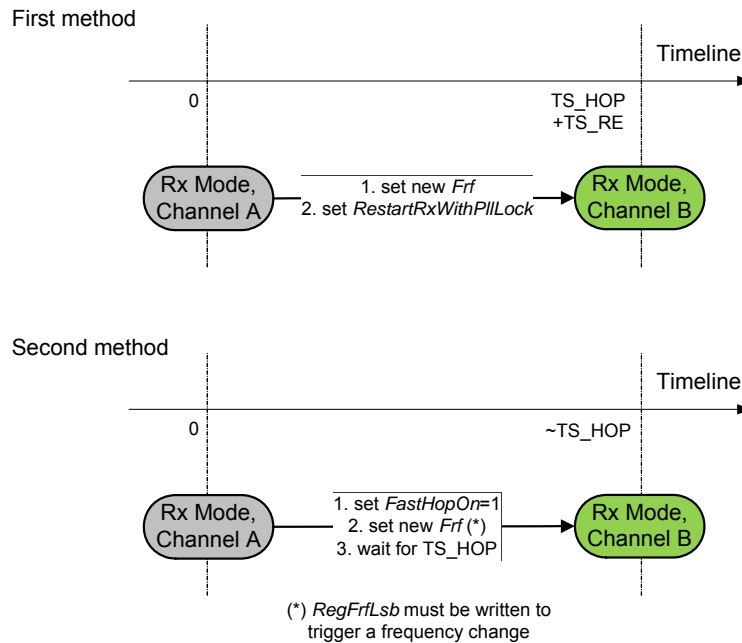 First method
Timeline
0
TS_HOP
+TS_RE
Rx Mode,
Channel A
1. set new Frf
2. set RestartRxWithPllLock
Rx Mode,
Channel B
Second method
Timeline
0
~TS_HOP
Rx Mode,
Channel A
1. set FastHopOn=1
2. set new Frf (*)
3. wait for TS_HOP
Rx Mode,
Channel B
(*) RegFrfLsb must be written to
trigger a frequency change